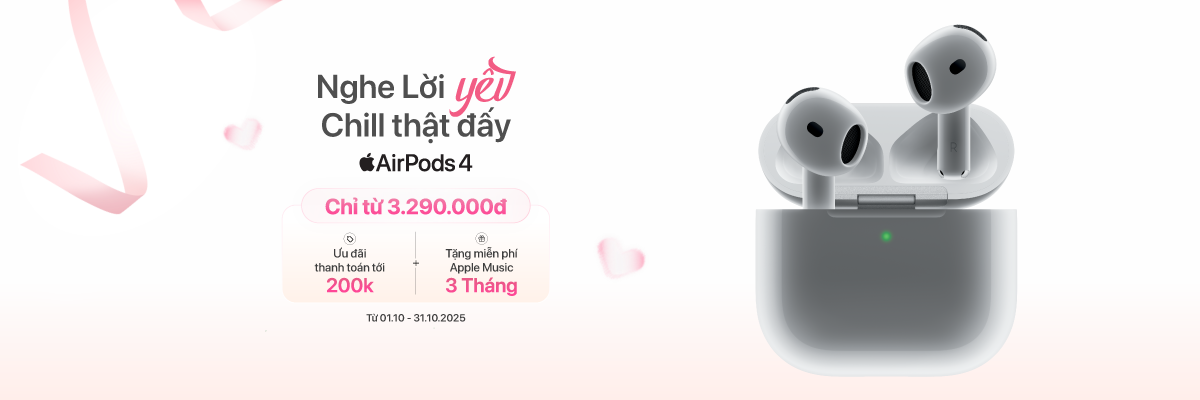 Nghe Lời yêu
Chill thật đấy
AirPods 4
Chỉ từ 3.290.000đ
Ưu đãi
thanh toán tới
200k
+
Tặng miễn phí
Apple Music
3 Tháng
Từ 01.10 - 31.10.2025